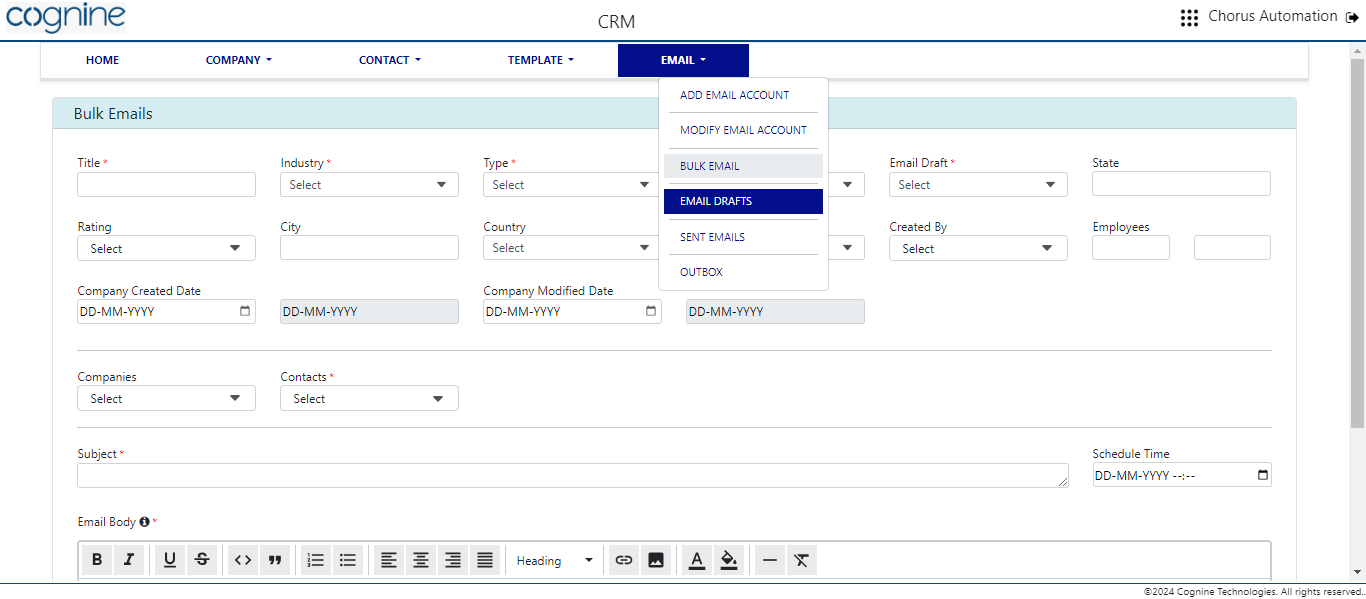 cognine
CRM
Chorus Automation
HOME
COMPANY
CONTACT
TEMPLATE
EMAIL
ADD EMAIL ACCOUNT
MODIFY EMAIL ACCOUNT
BULK EMAIL
EMAIL DRAFTS
SENT EMAILS
OUTBOX
Bulk Emails
Title *
Industry *
Type *
Email Draft *
State
Select
Select
Select
Rating
City
Country
Created By
Employees
Select
Select
Select
Company Created Date
Company Modified Date
DD-MM-YYYY
DD-MM-YYYY
DD-MM-YYYY
DD-MM-YYYY
Companies
Contacts *
Select
Select
Subject *
Schedule Time
DD-MM-YYYY --:--
Email Body *
Heading
©2024 Cognine Technologies. All rights reserved.